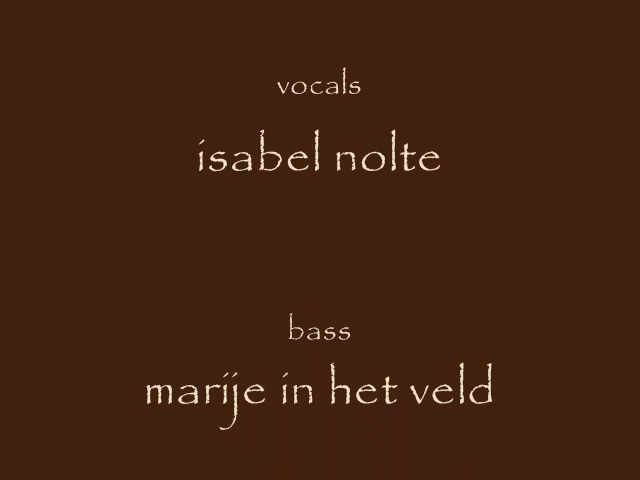 vocals
isabel nolte
bass
marije in het veld